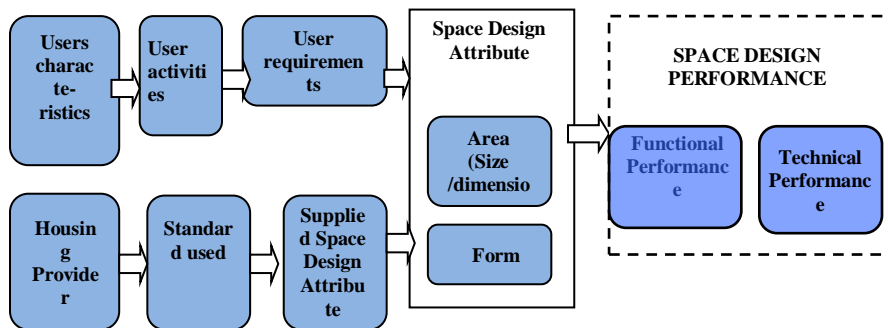 Users
charac
te-
ristics
User
activiti
es
User
requiremen
ts
Space Design
Attribute
Area
(Size
/dimensio
Form
SPACE DESIGN
PERFORMANCE
Functional
Performanc
e
Technical
Performanc
e
Housin
g
Provide
r
Standar
d used
Supplie
d Space
Design
Attribu
te